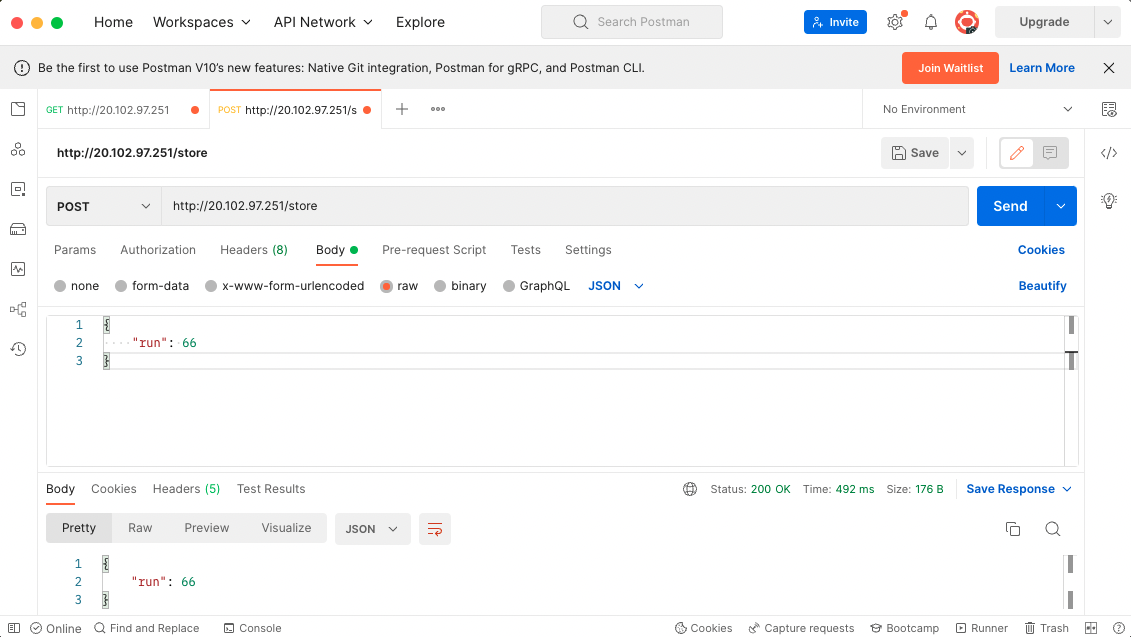 Home Workspaces API Network Explore Search Postman Invite Upgrade
Be the first to use Postman V10's new features: Native Git integration, Postman for gRPC, and Postman CLI. Join Waitlist Learn More
GET http://20.102.97.251 POST http://20.102.97.251/s No Environment
http://20.102.97.251/store Save
POST http://20.102.97.251/store Send
Params Authorization Headers (8) Body Pre-request Script Tests Settings Cookies
none form-data x-www-form-urlencoded raw binary GraphQL JSON Beautify
1 {
2 "run": 66
3 }
Body Cookies Headers (5) Test Results Status: 200 OK Time: 492 ms Size: 176 B Save Response
Pretty Raw Preview Visualize JSON
1 {
2 "run": 66
3 }
Online Find and Replace Console Cookies Capture requests Bootcamp Runner Trash